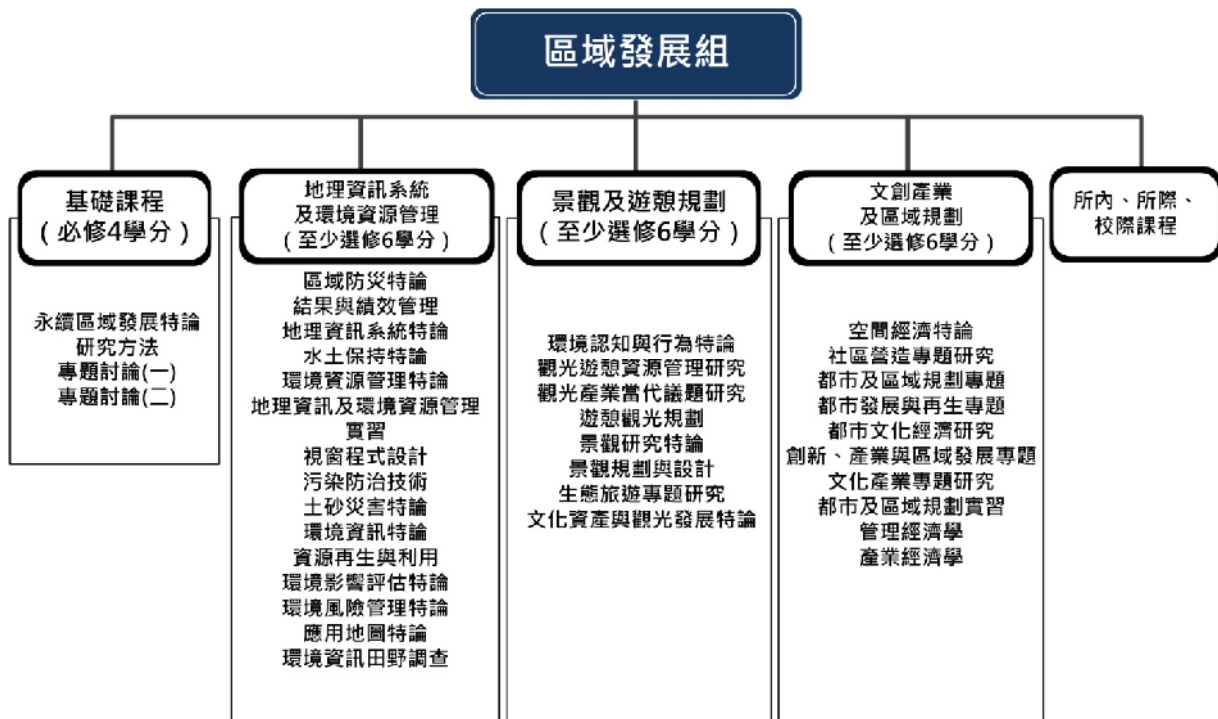 區域發展組
基礎課程
（必修4學分）
永續區域發展特論
研究方法
專題討論(一)
專題討論(二)
地理資訊系統
及環境資源管理
（至少選修6學分）
區域防災特論
結果與績效管理
地理資訊系統特論
水土保持特論
環境資源管理特論
地理資訊及環境資源管理
實習
視窗程式設計
污染防治技術
土砂災害特論
環境資訊特論
資源再生與利用
環境影響評估特論
環境風險管理特論
應用地圖特論
環境資訊田野調查
景觀及遊憩規劃
（至少選修6學分）
環境認知與行為特論
觀光遊憩資源管理研究
觀光產業當代議題研究
遊憩觀光規劃
景觀研究特論
景觀規劃與設計
生態旅遊專題研究
文化資產與觀光發展特論
文創產業
及區域規劃
（至少選修6學分）
空間經濟特論
社區營造專題研究
都市及區域規劃專題
都市發展與再生專題
都市文化經濟研究
創新、產業與區域發展專題
文化產業專題研究
都市及區域規劃實習
管理經濟學
產業經濟學
所內、所際、
校際課程